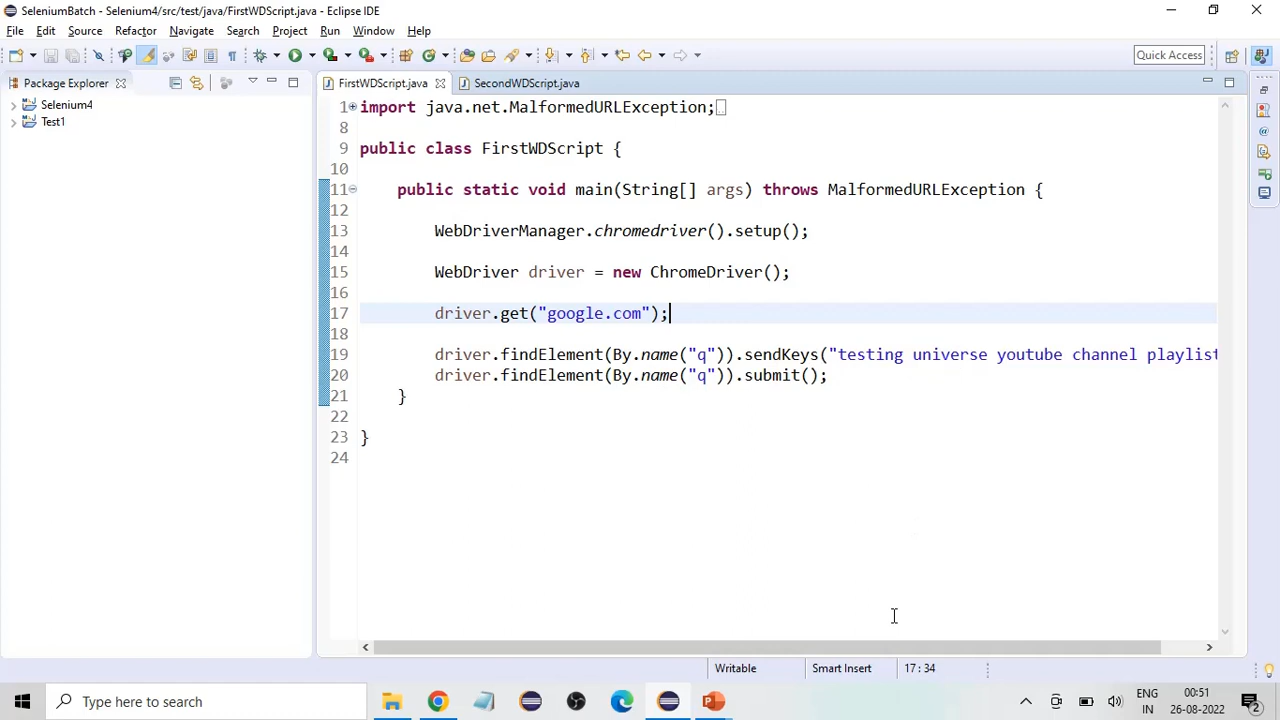 SeleniumBatch - Selenium4/src/test/java/FirstWDScript.java - Eclipse IDE
File Edit Source Refactor Navigate Search Project Run Window Help
Quick Access
Package Explorer
FirstWDScript.java SecondWDScript.java
Selenium4
Test1
1 import java.net.MalformedURLException;
8
9 public class FirstWDScript {
10
11 public static void main(String[] args) throws MalformedURLException {
12
13 WebDriverManager.chromedriver().setup();
14
15 WebDriver driver = new ChromeDriver();
16
17 driver.get("google.com");
18
19 driver.findElement(By.name("q")).sendKeys("testing universe youtube channel playlist
20 driver.findElement(By.name("q")).submit();
21 }
22
23 }
24
Writable Smart Insert 17 : 34
Type here to search
ENG
IN
00:51
26-08-2022
2